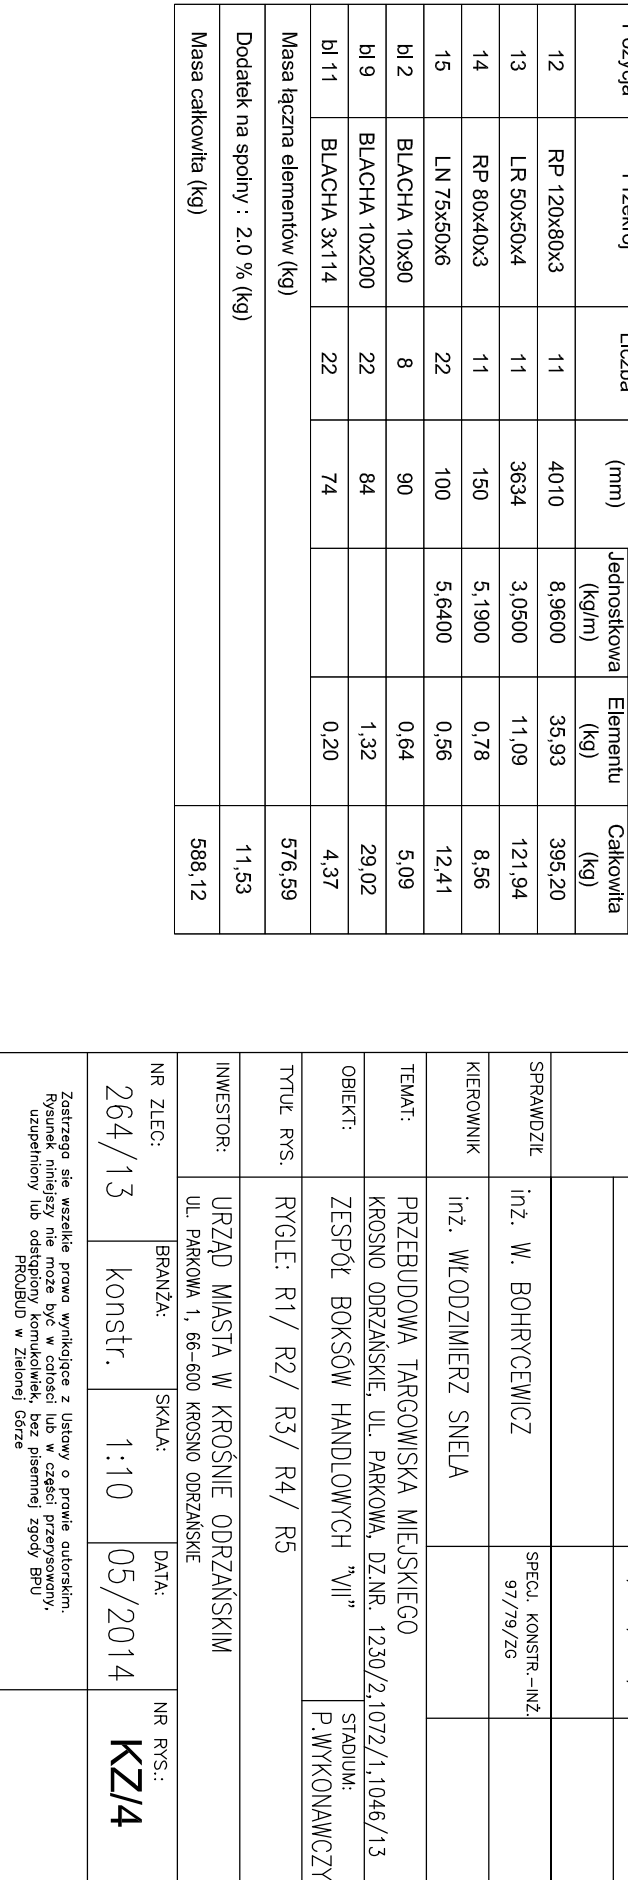 (mm) Jednostkowa (kg/m) Elementu (kg) Całkowita (kg)
12 RP 120x80x3 11 4010 8,9600 35,93 395,20
13 LR 50x50x4 11 3634 3,0500 11,09 121,94
14 RP 80x40x3 11 150 5,1900 0,78 8,56
15 LN 75x50x6 22 100 5,6400 0,56 12,41
bl 2 BLACHA 10x90 8 90 0,64 5,09
bl 9 BLACHA 10x200 22 84 1,32 29,02
bl 11 BLACHA 3x114 22 74 0,20 4,37
Masa łączna elementów (kg) 576,59
Dodatek na spoiny : 2.0 % (kg) 11,53
Masa całkowita (kg) 588,12
SPRAWDZIŁ inż. W. BOHRYCEWICZ SPECJ. KONSTR.-INŻ.
97/79/ZG
KIEROWNIK inż. WŁODZIMIERZ SNELA
TEMAT: PRZEBUDOWA TARGOWISKA MIEJSKIEGO
KROSNO ODRZAŃSKIE, UL. PARKOWA, DZ.NR. 1230/2,1072/1,1046/13
OBIEKT: ZESPÓŁ BOKSÓW HANDLOWYCH "VII"
STADIUM:
P.WYKONAWCZY
TYTUŁ RYS. RYGLE: R1/ R2/ R3/ R4/ R5
INWESTOR: URZĄD MIASTA W KROŚNIE ODRZAŃSKIM
UL. PARKOWA 1, 66-600 KROSNO ODRZAŃSKIE
NR ZLEC: BRANŻA: SKALA: DATA: NR RYS.:
264/13 konstr. 1:10 05/2014 KZ/4
Zastrzega sie wszelkie prawa wynikające z Ustawy o prawie autorskim.
Rysunek niniejszy nie może być w całości lub w części przerysowany,
uzupełniony lub odstąpiony komukolwiek, bez pisemnej zgody BPU
PROJBUD w Zielonej Górze